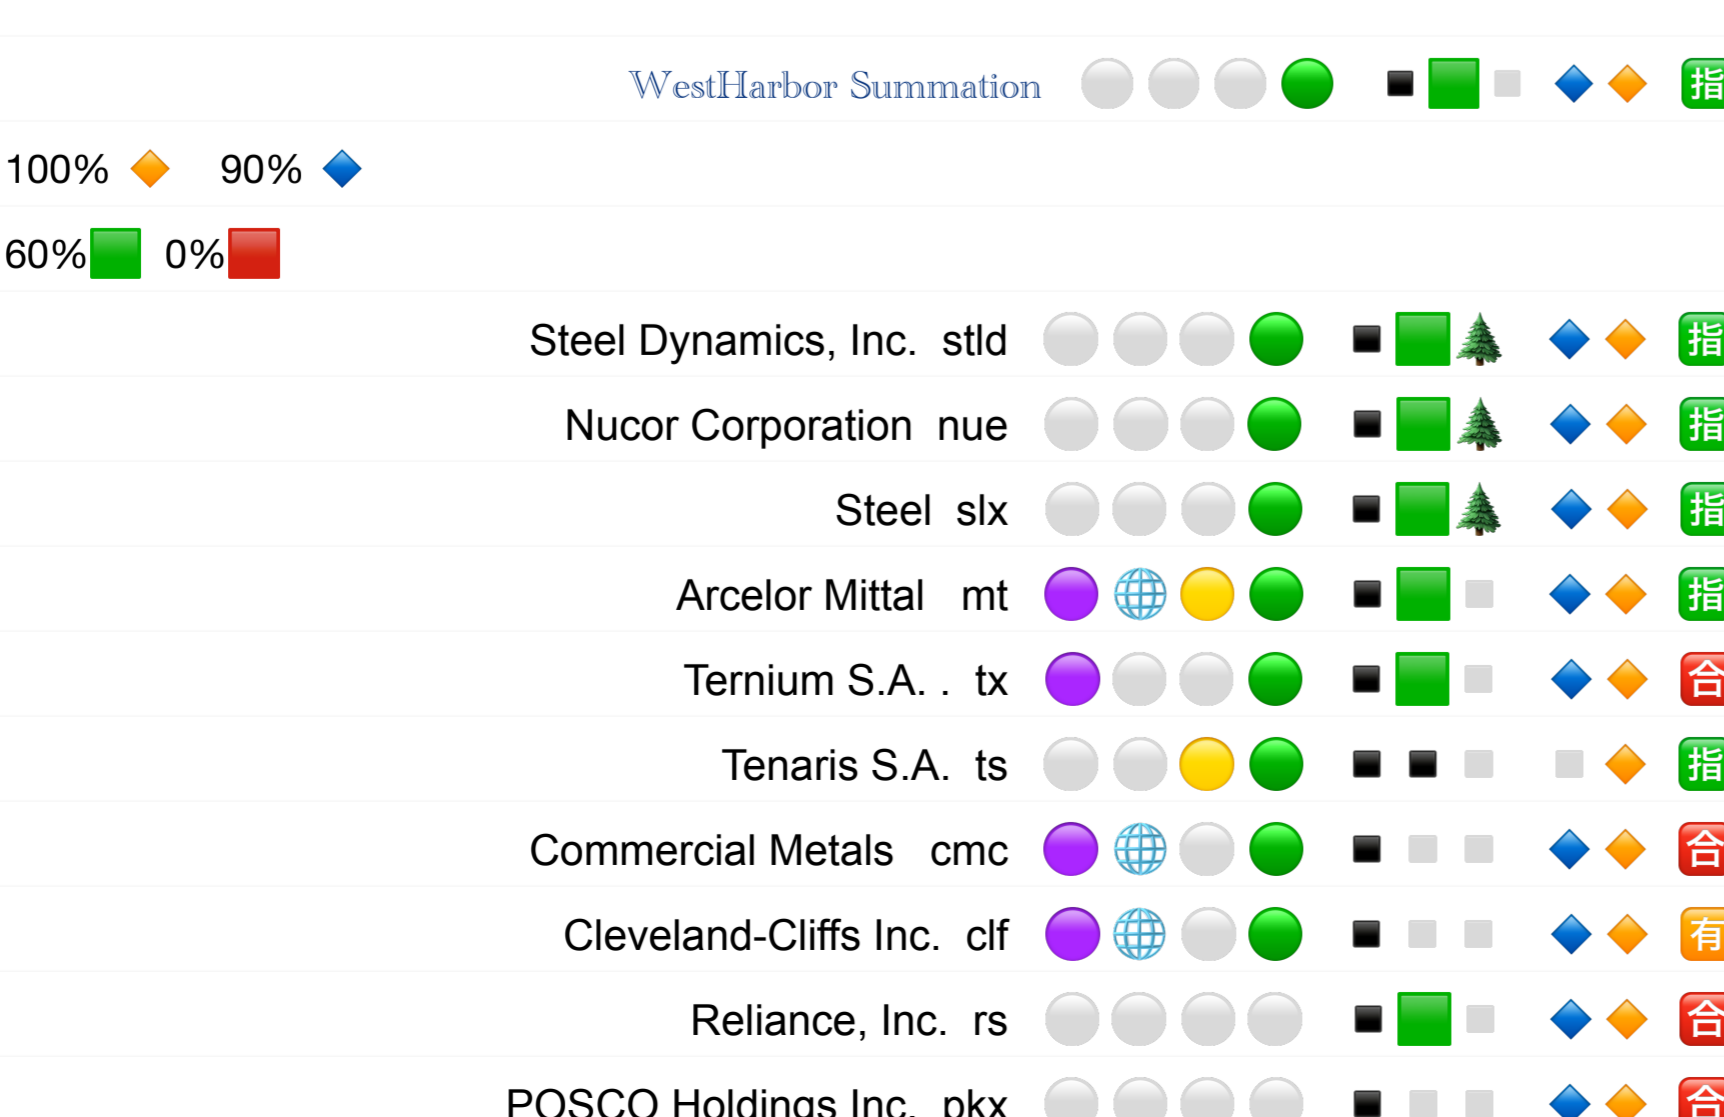 WestHarbor Summation ⚪⚪⚪🟢 ▪️🟩◽ 🔹🔸 指
100% 🔸 90% 🔹
60%🟩 0%🟥
Steel Dynamics, Inc. stld ⚪⚪⚪🟢 ▪️🟩🌲 🔹🔸 指
Nucor Corporation nue ⚪⚪⚪🟢 ▪️🟩🌲 🔹🔸 指
Steel slx ⚪⚪⚪🟢 ▪️🟩🌲 🔹🔸 指
Arcelor Mittal mt 🟣🌐🟡🟢 ▪️🟩◽ 🔹🔸 指
Ternium S.A. . tx 🟣⚪⚪🟢 ▪️🟩◽ 🔹🔸 合
Tenaris S.A. ts ⚪⚪🟡🟢 ▪️▪️◽ ◽🔸 指
Commercial Metals cmc 🟣🌐⚪🟢 ▪️◽◽ 🔹🔸 合
Cleveland-Cliffs Inc. clf 🟣🌐⚪🟢 ▪️◽◽ 🔹🔸 有
Reliance, Inc. rs ⚪⚪⚪⚪ ▪️🟩◽ 🔹🔸 合
POSCO Holdings Inc. pkx ⚪⚪⚪⚪ ▪️◽◽ 🔹🔸 合